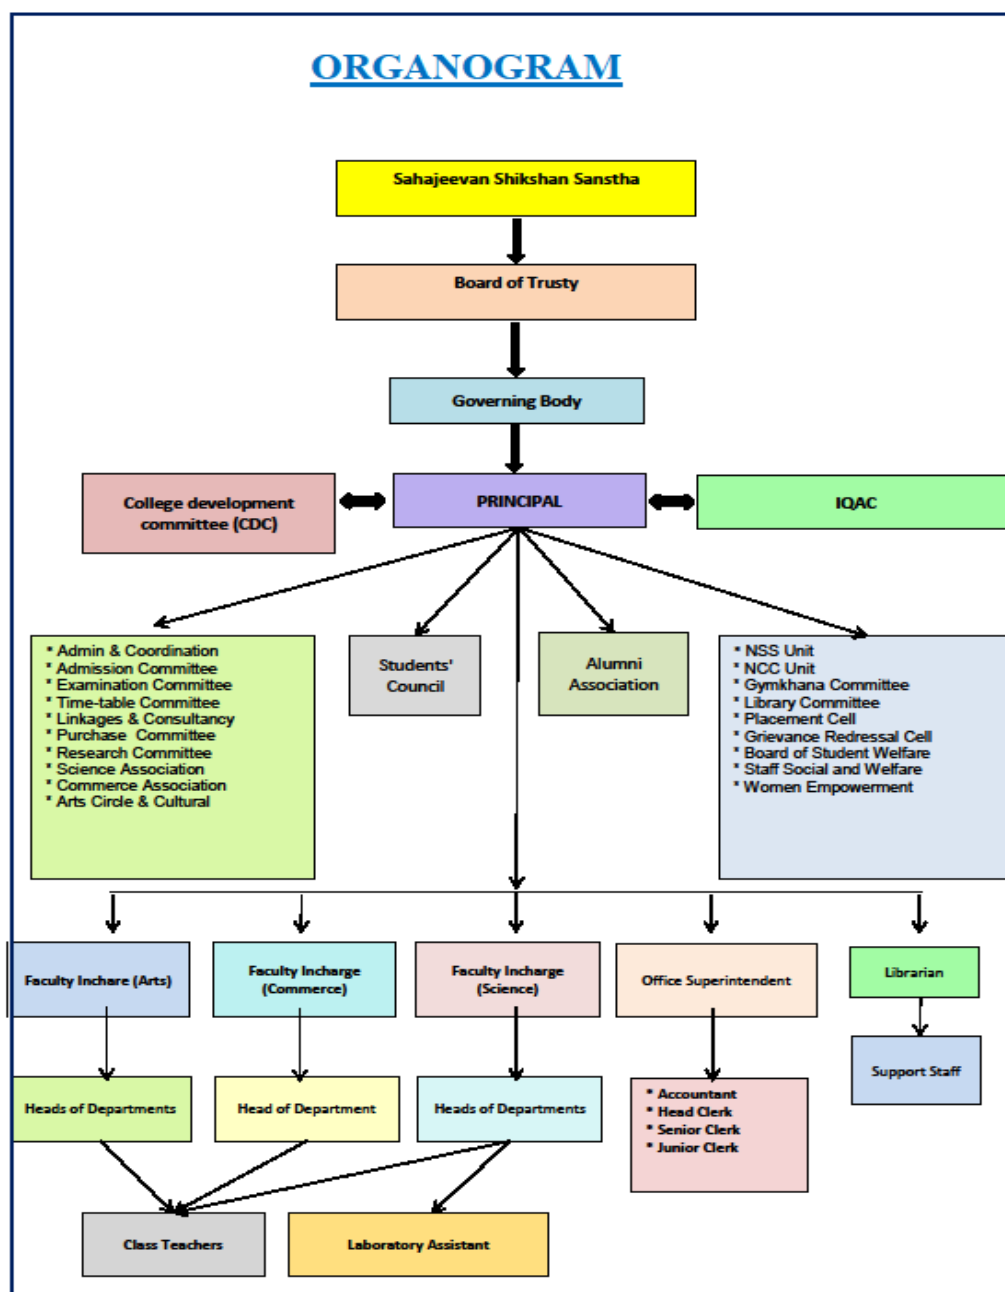 ORGANOGRAM
Sahajeevan Shikshan Sanstha
Board of Trusty
Governing Body
College development
committee (CDC)
PRINCIPAL
IQAC
* Admin & Coordination
* Admission Committee
* Examination Committee
* Time-table Committee
* Linkages & Consultancy
* Purchase Committee
* Research Committee
* Science Association
* Commerce Association
* Arts Circle & Cultural
Students'
Council
Alumni
Association
* NSS Unit
* NCC Unit
* Gymkhana Committee
* Library Committee
* Placement Cell
* Grievance Redressal Cell
* Board of Student Welfare
* Staff Social and Welfare
* Women Empowerment
Faculty Inchare (Arts)
Faculty Incharge
(Commerce)
Faculty Incharge
(Science)
Office Superintendent
Librarian
Support Staff
Heads of Departments
Head of Department
Heads of Departments
* Accountant
* Head Clerk
* Senior Clerk
* Junior Clerk
Class Teachers
Laboratory Assistant